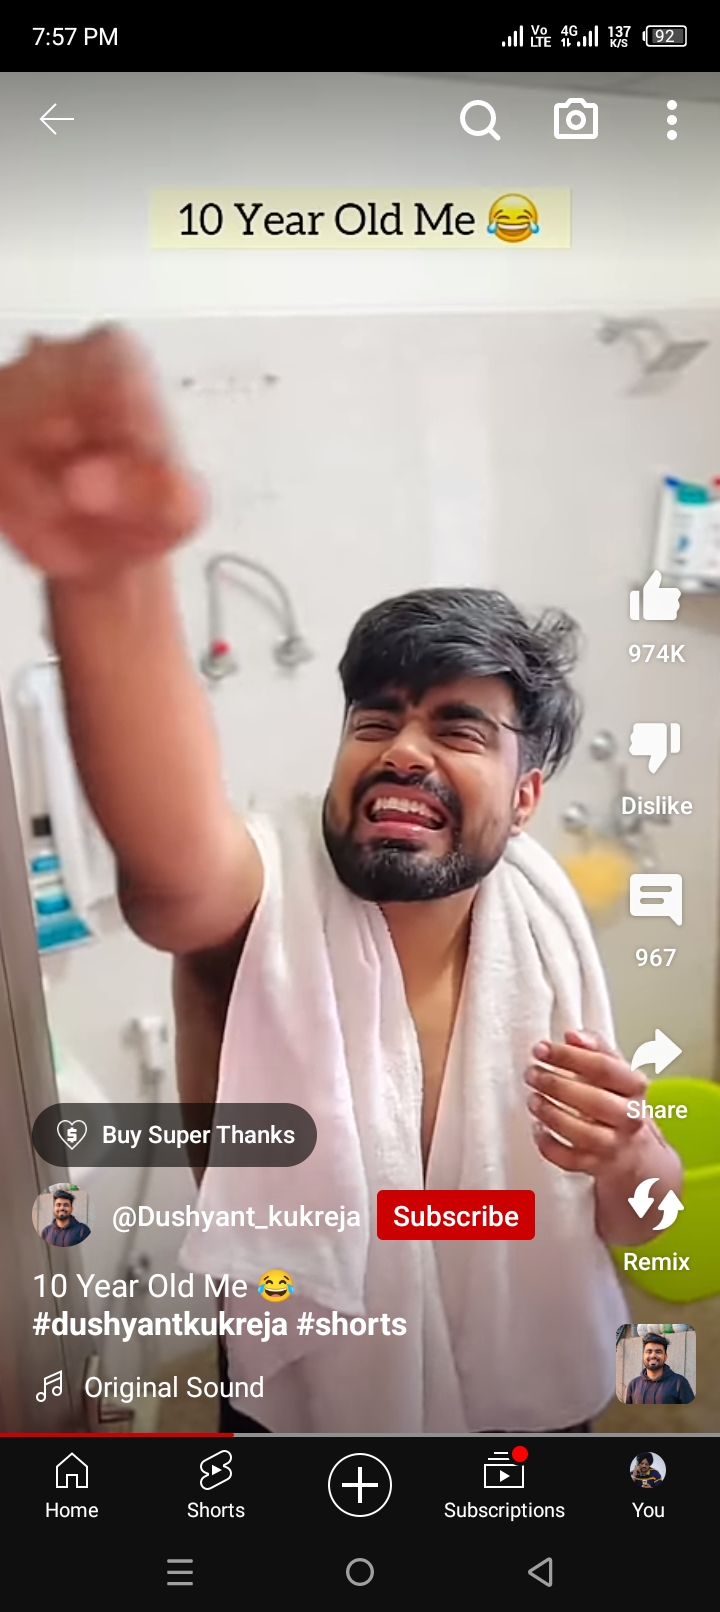 7:57 PM
Vo LTE 4G 137 K/S 92
10 Year Old Me 😂
974K
Dislike
967
Share
Buy Super Thanks
@Dushyant_kukreja Subscribe
Remix
10 Year Old Me 😂
#dushyantkukreja #shorts
Original Sound
Home Shorts Subscriptions You